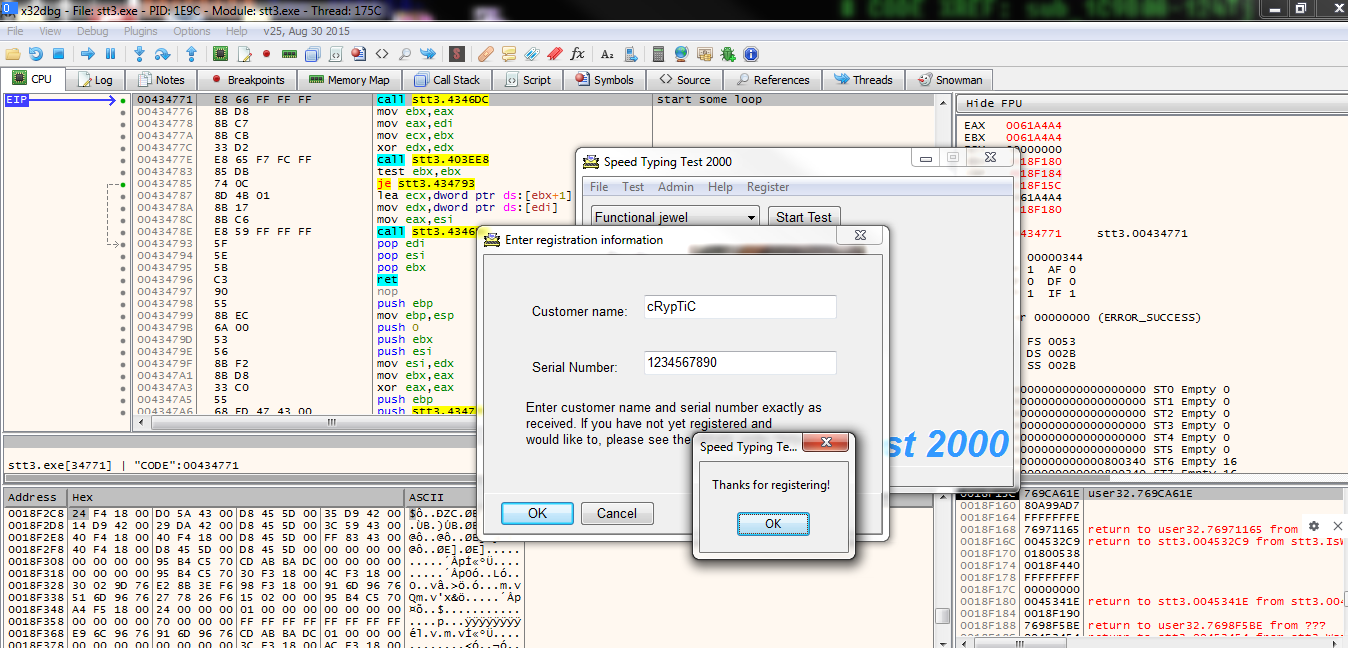 x32dbg - File: stt3.exe - PID: 1E9C - Module: stt3.exe - Thread: 175C
File View Debug Plugins Options Help v25, Aug 30 2015
CPU Log Notes Breakpoints Memory Map Call Stack Script Symbols Source References Threads Snowman
EIP
00434771 E8 66 FF FF FF call stt3.4346DC start some loop
00434776 8B D8 mov ebx,eax
00434778 8B C7 mov eax,edi
0043477A 8B CB mov ecx,ebx
0043477C 33 D2 xor edx,edx
0043477E E8 65 F7 FC FF call stt3.403EE8
00434783 85 DB test ebx,ebx
00434785 74 0C je stt3.434793
00434787 8D 4B 01 lea ecx,dword ptr ds:[ebx+1]
0043478A 8B 17 mov edx,dword ptr ds:[edi]
0043478C 8B C6 mov eax,esi
0043478E E8 59 FF FF FF call stt3.4346
00434793 5F pop edi
00434794 5E pop esi
00434795 5B pop ebx
00434796 C3 ret
00434797 90 nop
00434798 55 push ebp
00434799 8B EC mov ebp,esp
0043479B 6A 00 push 0
0043479D 53 push ebx
0043479E 56 push esi
0043479F 8B F2 mov esi,edx
004347A1 8B D8 mov ebx,eax
004347A3 33 C0 xor eax,eax
004347A5 55 push ebp
004347A6 68 FD 47 43 00 push stt3.4347
stt3.exe[34771] | "CODE":00434771
Hide FPU
EAX 0061A4A4
EBX 0061A4A4
00000000
18F180
18F184
18F15C
1A4A4
18F180
434771 stt3.00434771
00000344
1 AF 0
0 DF 0
1 IF 1
r 00000000 (ERROR_SUCCESS)
FS 0053
DS 002B
SS 002B
ST0 Empty 0
ST1 Empty 0
ST2 Empty 0
ST3 Empty 0
ST4 Empty 0
ST5 Empty 0
ST6 Empty 16
Speed Typing Test 2000
File Test Admin Help Register
Functional jewel Start Test
st 2000
Enter registration information
Customer name: cRypTiC
Serial Number: 1234567890
Enter customer name and serial number exactly as
received. If you have not yet registered and
would like to, please see the
OK Cancel
Speed Typing Te...
Thanks for registering!
OK
Address Hex ASCII
0018F2C8 24 F4 18 00 D0 5A 43 00 D8 45 5D 00 35 D9 42 00
0018F2D8 14 D9 42 00 29 DA 42 00 D8 45 5D 00 3C 59 43 00
0018F2E8 40 F4 18 00 40 F4 18 00 D8 45 5D 00 FF 83 43 00
0018F2F8 40 F4 18 00 D8 45 5D 00 D8 45 5D 00 00 00 00 00
0018F308 00 00 00 00 95 B4 C5 70 CD AB BA DC 00 00 00 00
0018F318 00 00 00 00 95 B4 C5 70 30 F3 18 00 4C F3 18 00
0018F328 30 02 9D 76 E2 8B 3E F6 98 F3 18 00 91 6D 96 76
0018F338 51 6D 96 76 27 78 26 F6 15 02 00 00 95 B4 C5 70
0018F348 A4 F5 18 00 24 00 00 00 01 00 00 00 00 00 00 00
0018F358 00 00 00 00 70 00 00 00 FF FF FF FF FF FF FF FF
0018F368 E9 6C 96 76 91 6D 96 76 CD AB BA DC 01 00 00 00
0018F15C 769CA61E user32.769CA61E
0018F160 80A99AD7
0018F164 FFFFFFFE
0018F168 76971165 return to user32.76971165 from
0018F16C 004532C9 return to stt3.004532C9 from stt3.IsW
0018F170 01800538
0018F174 0018F440
0018F178 FFFFFFFF
0018F17C 00000000
0018F180 0045341E return to stt3.0045341E from stt3.004
0018F184 0018F190
0018F188 7698F5BE return to user32.7698F5BE from ???